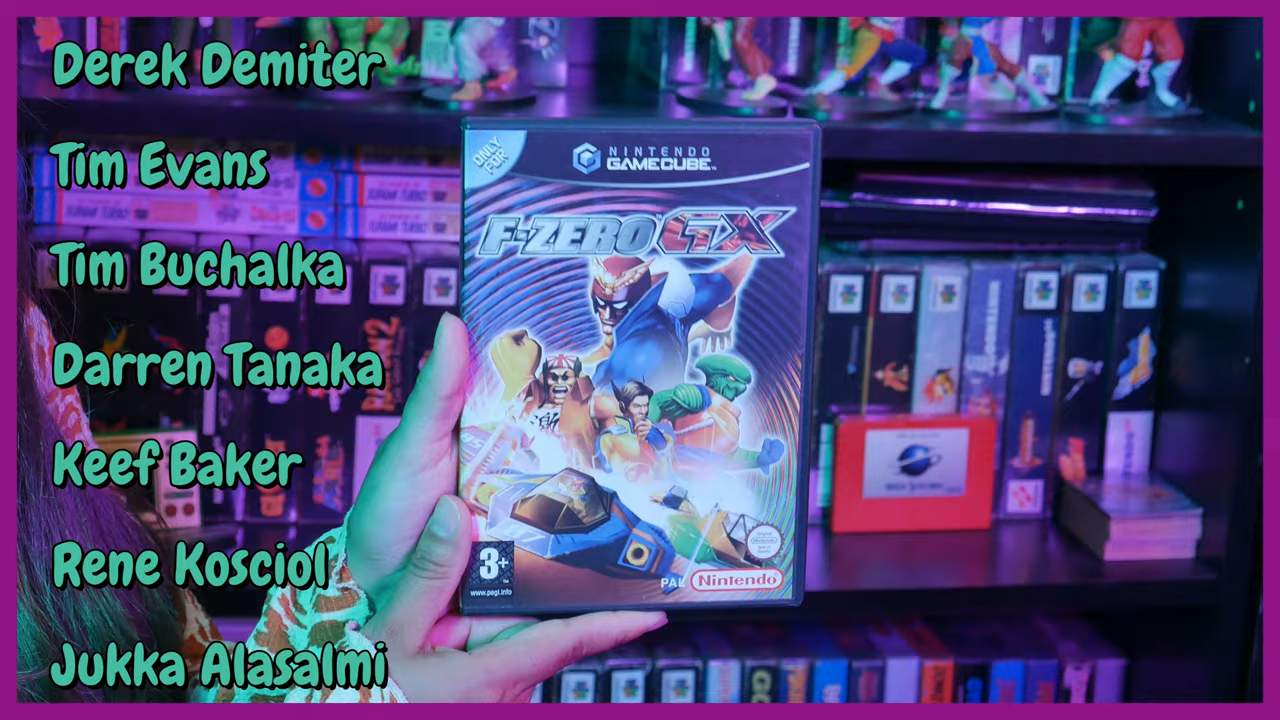 Derek Demiter
Tim Evans
Tim Buchalka
Darren Tanaka
Keef Baker
Rene Kosciol
Jukka Alasalmi
ONLY
FOR
NINTENDO
GAMECUBE
F-ZERO GX
3+
www.pegi.info
PAL
Nintendo